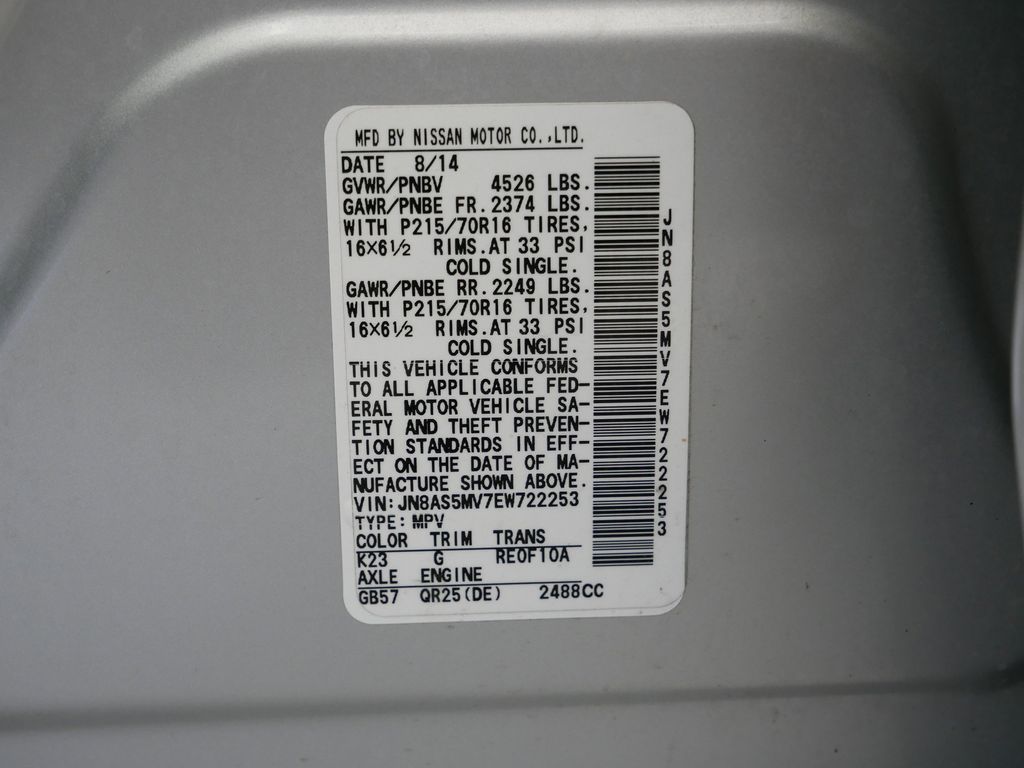 MFD BY NISSAN MOTOR CO.,LTD.
DATE 8/14
GVWR/PNBV 4526 LBS.
GAWR/PNBE FR.2374 LBS.
WITH P215/70R16 TIRES,
16×6½ RIMS.AT 33 PSI
COLD SINGLE.
GAWR/PNBE RR.2249 LBS.
WITH P215/70R16 TIRES,
16×6½ RIMS.AT 33 PSI
COLD SINGLE.
THIS VEHICLE CONFORMS
TO ALL APPLICABLE FED-
ERAL MOTOR VEHICLE SA-
FETY AND THEFT PREVEN-
TION STANDARDS IN EFF-
ECT ON THE DATE OF MA-
NUFACTURE SHOWN ABOVE.
VIN:JN8AS5MV7EW722253
TYPE:MPV
COLOR TRIM TRANS
K23 G RE0F10A
AXLE ENGINE
GB57 QR25(DE) 2488CC
JN8AS5MV7EW722253